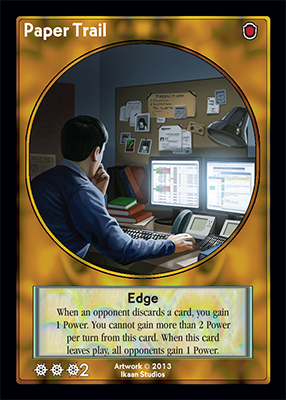 Paper Trail
Edge
When an opponent discards a card, you gain
1 Power. You cannot gain more than 2 Power
per turn from this card. When this card
leaves play, all opponents gain 1 Power.
2
Artwork © 2013
Ikaan Studios